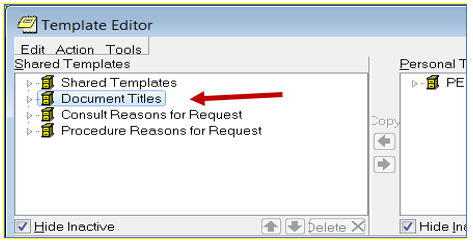 Template Editor
Edit Action Tools
Shared Templates
Personal T
Shared Templates
Document Titles
Consult Reasons for Request
Procedure Reasons for Request
PE
Copy
Hide Inactive
Delete
Hide In